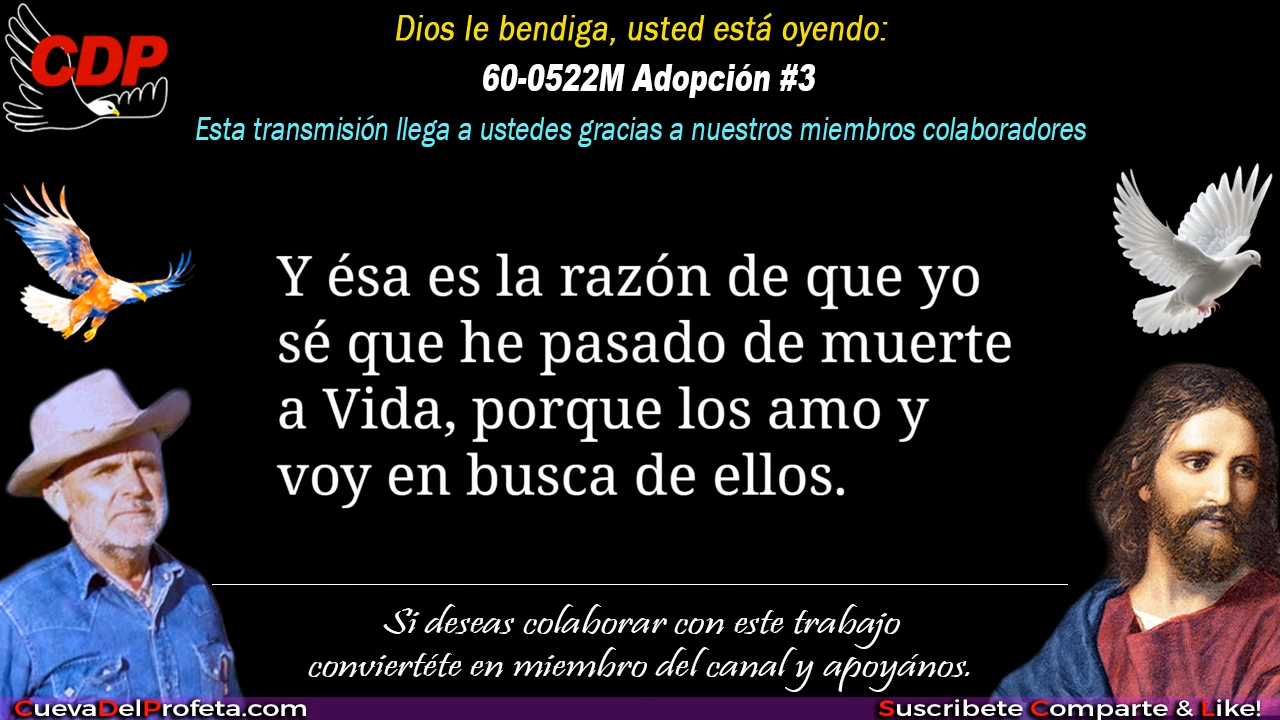 CDP
Dios le bendiga, usted está oyendo:
60-0522M Adopción #3
Esta transmisión llega a ustedes gracias a nuestros miembros colaboradores
Y ésa es la razón de que yo
sé que he pasado de muerte
a Vida, porque los amo y
voy en busca de ellos.
Si deseas colaborar con este trabajo
conviertéte en miembro del canal y apoyános.
CuevaDelProfeta.com
Suscribete Comparte & Like!